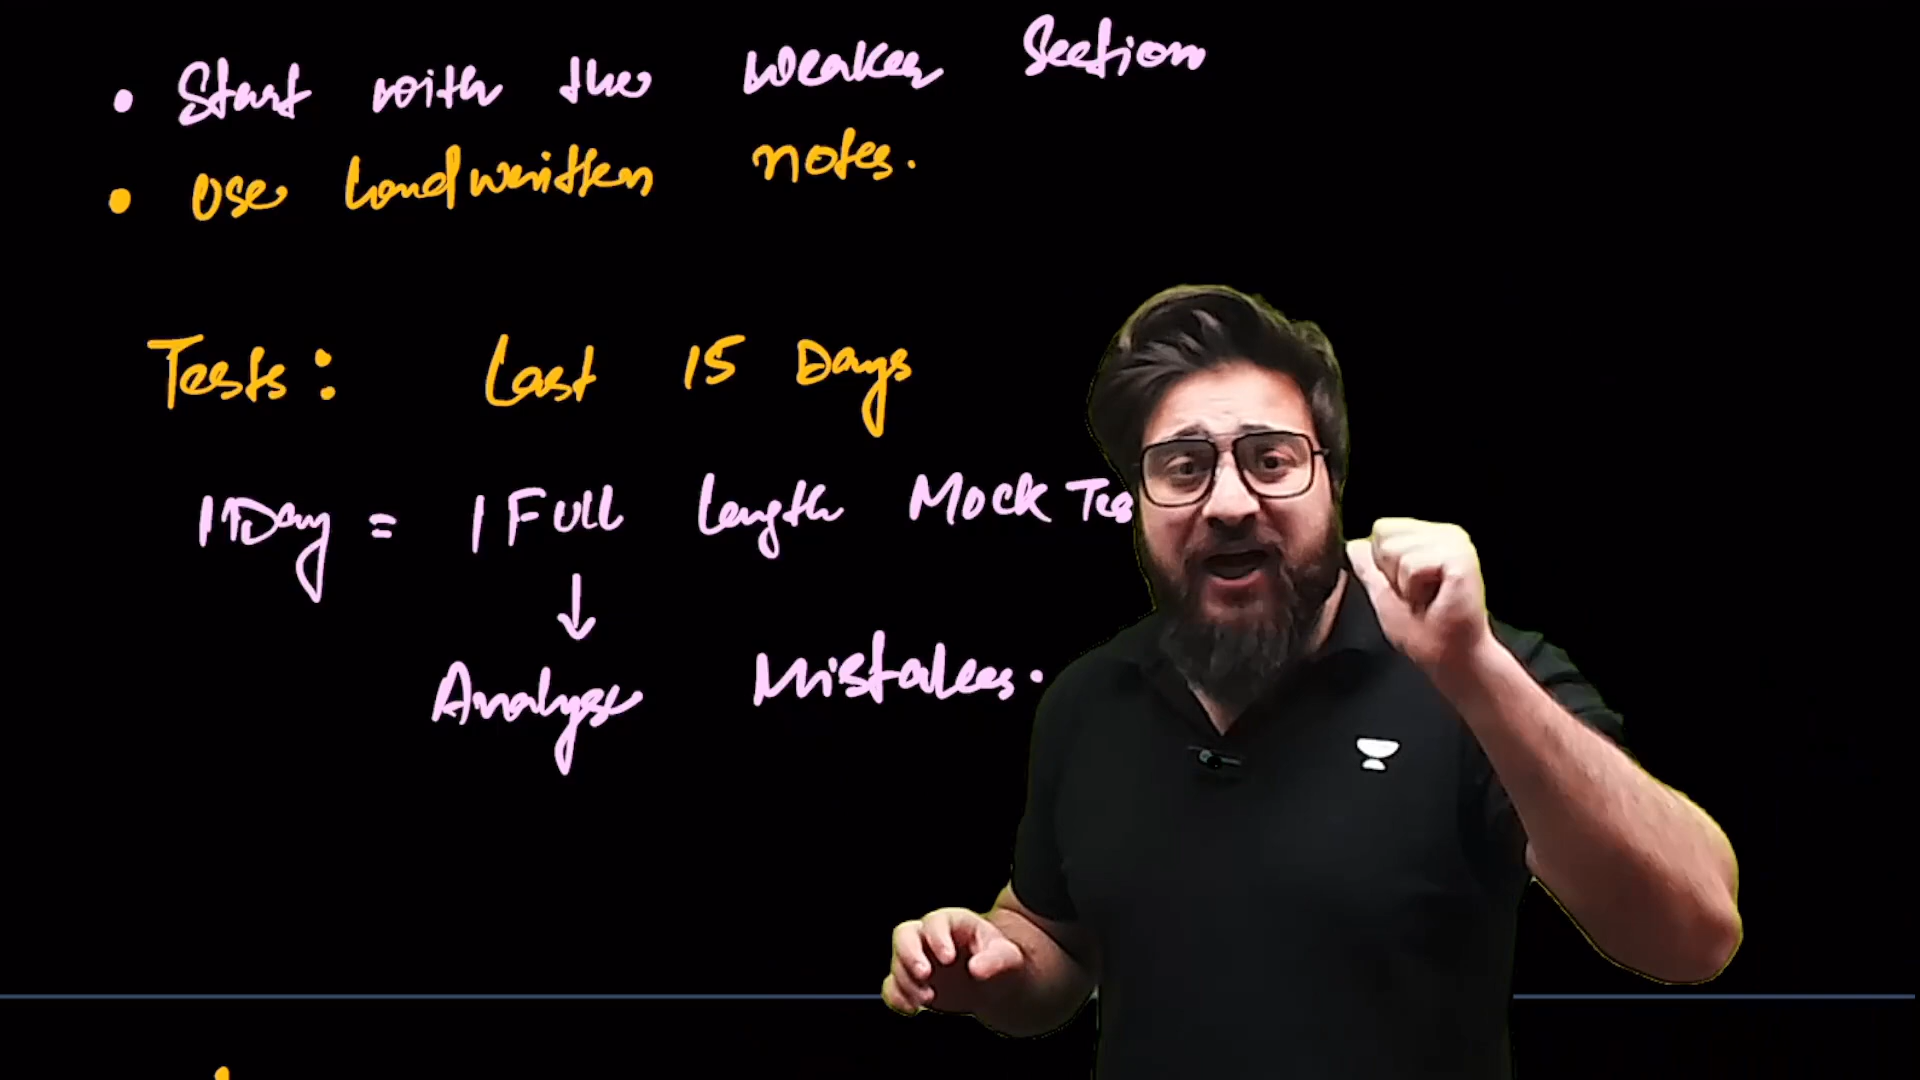 • Start with the weaker section
• Use handwritten notes.
Tests: Last 15 Days
1 Day = 1 Full length Mock Tes
↓
Analyse Mistakes.